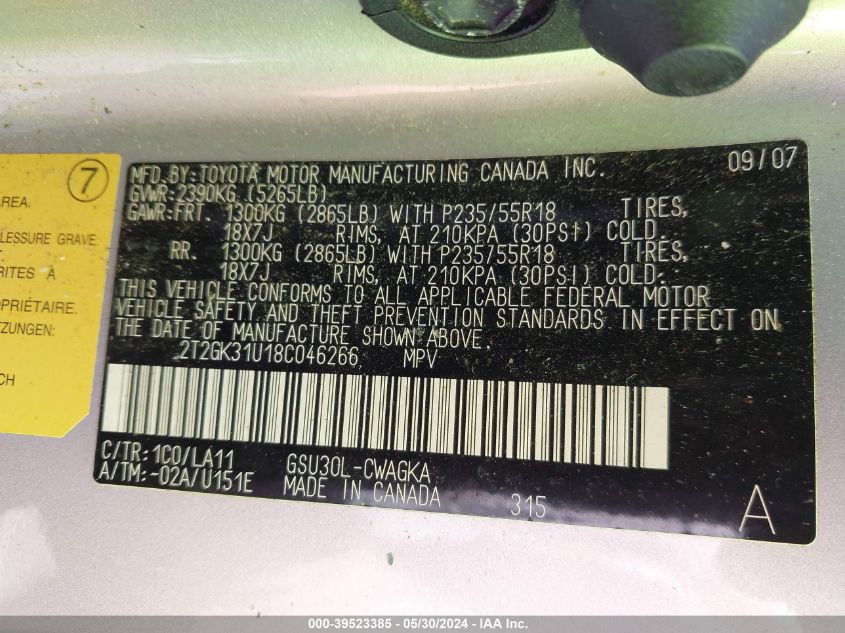 7
AREA.
LESSURE GRAVE
RITES À
OPRIÉTAIRE.
TZUNGEN:
CH
MFD. BY: TOYOTA MOTOR MANUFACTURING CANADA INC. 09/07
GVWR: 2390KG (5265LB)
GAWR: FRT. 1300KG (2865LB) WITH P235/55R18 TIRES,
18X7J RIMS, AT 210KPA (30PSI) COLD.
RR. 1300KG (2865LB) WITH P235/55R18 TIRES,
18X7J RIMS, AT 210KPA (30PSI) COLD.
THIS VEHICLE CONFORMS TO ALL APPLICABLE FEDERAL MOTOR
VEHICLE SAFETY AND THEFT PREVENTION STANDARDS IN EFFECT ON
THE DATE OF MANUFACTURE SHOWN ABOVE.
2T2GK31U18C046266 MPV
C/TR: 1C0/LA11 GSU30L-CWAGKA
A/TM: -02A/U151E MADE IN CANADA 315 A
000-39523385 / 05/30/2024 - IAA Inc.